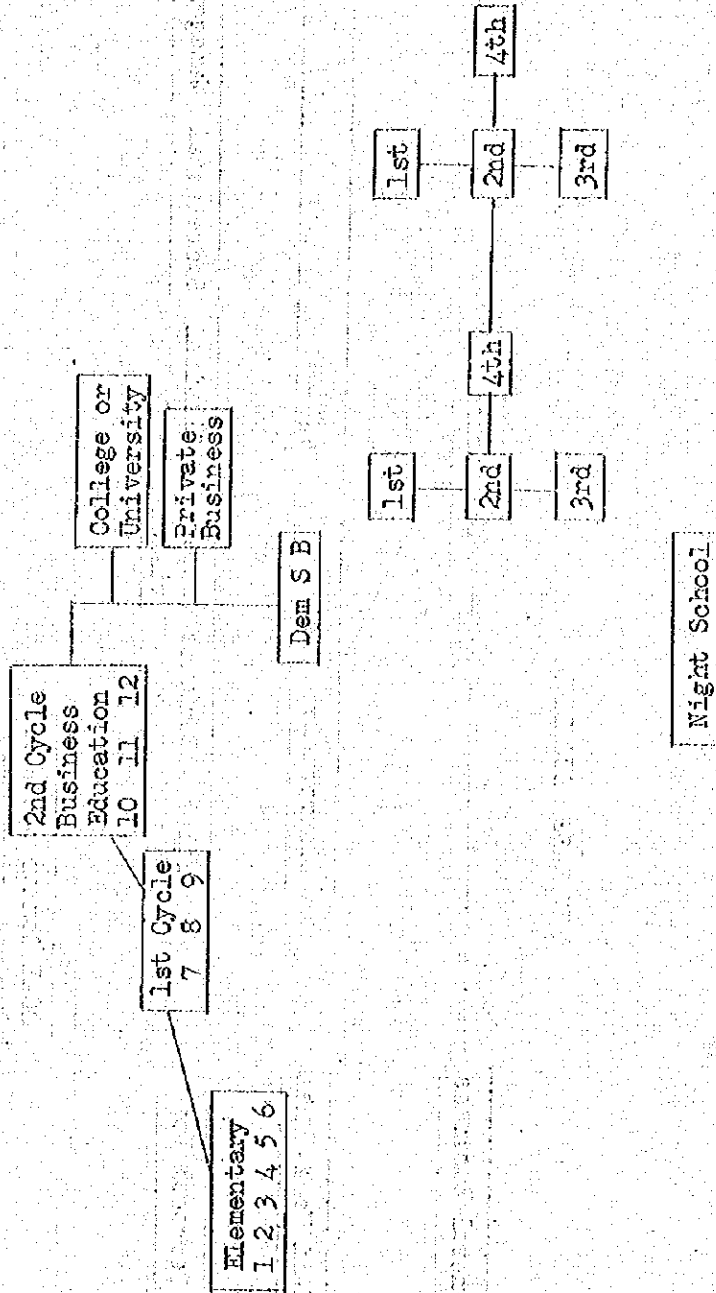 Elementary
1 2 3 4 5 6
1st Cycle
7 8 9
2nd Cycle
Business
Education
10 11 12
College or
University
Private
Business
Dem S B
1st
2nd
3rd
4th
1st
2nd
3rd
4th
Night School